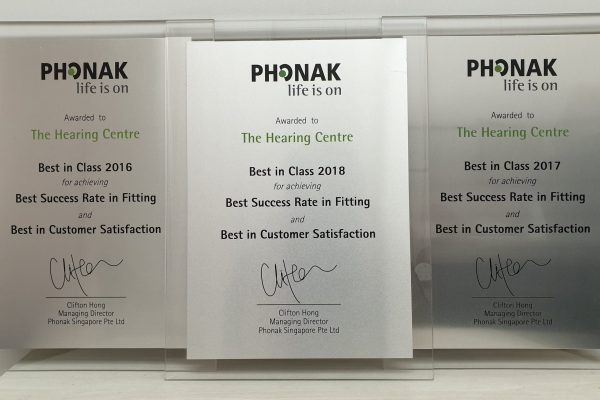 PHONAK
life is on
Awarded to
The Hearing Centre
Best in Class 2016
for achieving
Best Success Rate in Fitting
and
Best in Customer Satisfaction
Clifton Hong
Managing Director
Phonak Singapore Pte Ltd
PHONAK
life is on
Awarded to
The Hearing Centre
Best in Class 2018
for achieving
Best Success Rate in Fitting
and
Best in Customer Satisfaction
Clifton Hong
Managing Director
Phonak Singapore Pte Ltd
PHONAK
life is on
Awarded to
The Hearing Centre
Best in Class 2017
for achieving
Best Success Rate in Fitting
and
Best in Customer Satisfaction
Clifton Hong
Managing Director
Phonak Singapore Pte Ltd